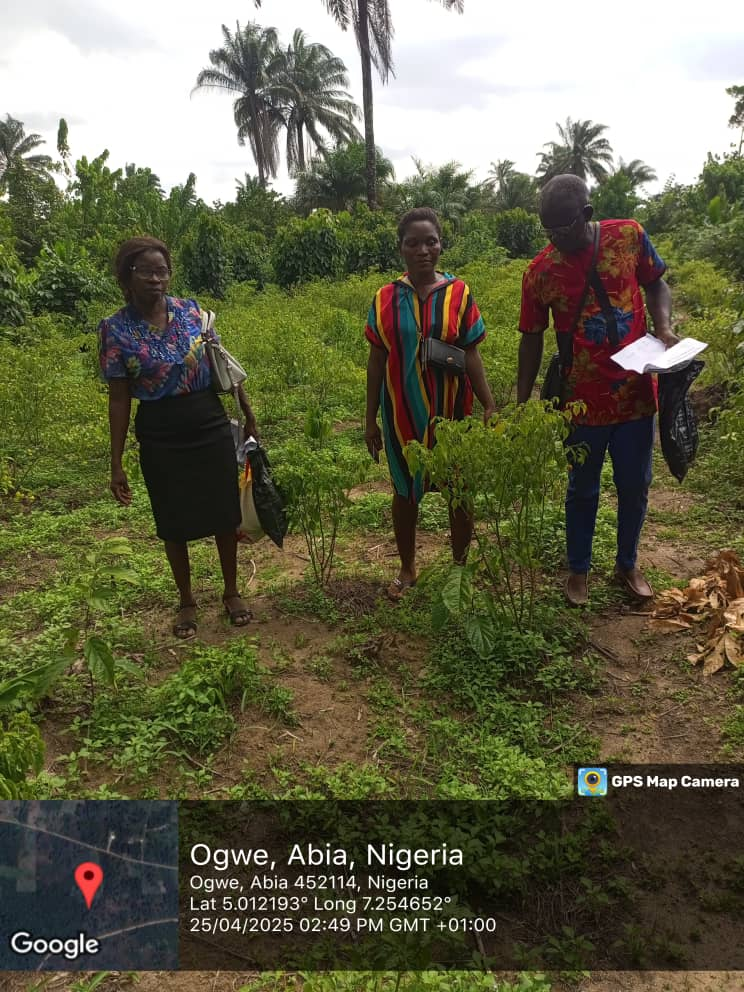 GPS Map Camera
Ogwe, Abia, Nigeria
Ogwe, Abia 452114, Nigeria
Lat 5.012193° Long 7.254652°
25/04/2025 02:49 PM GMT +01:00
Google